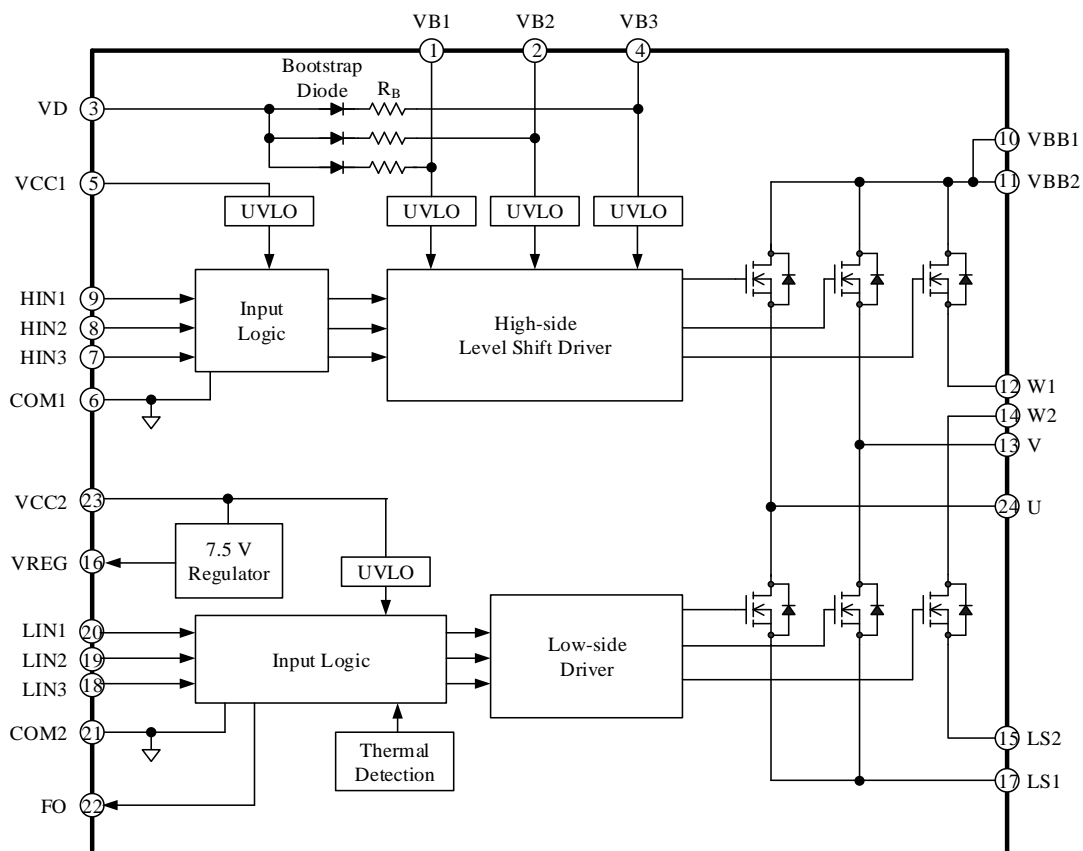 VB1 VB2 VB3
1 2 4
Bootstrap
Diode
RB
VD 3
10 VBB1
VCC1 5
11 VBB2
UVLO UVLO UVLO UVLO
HIN1 9
HIN2 8
HIN3 7
COM1 6
Input
Logic
High-side
Level Shift Driver
12 W1
14 W2
13 V
24 U
VCC2 23
VREG 16
7.5 V
Regulator
UVLO
LIN1 20
LIN2 19
LIN3 18
COM2 21
Input Logic
Low-side
Driver
Thermal
Detection
15 LS2
17 LS1
FO 22